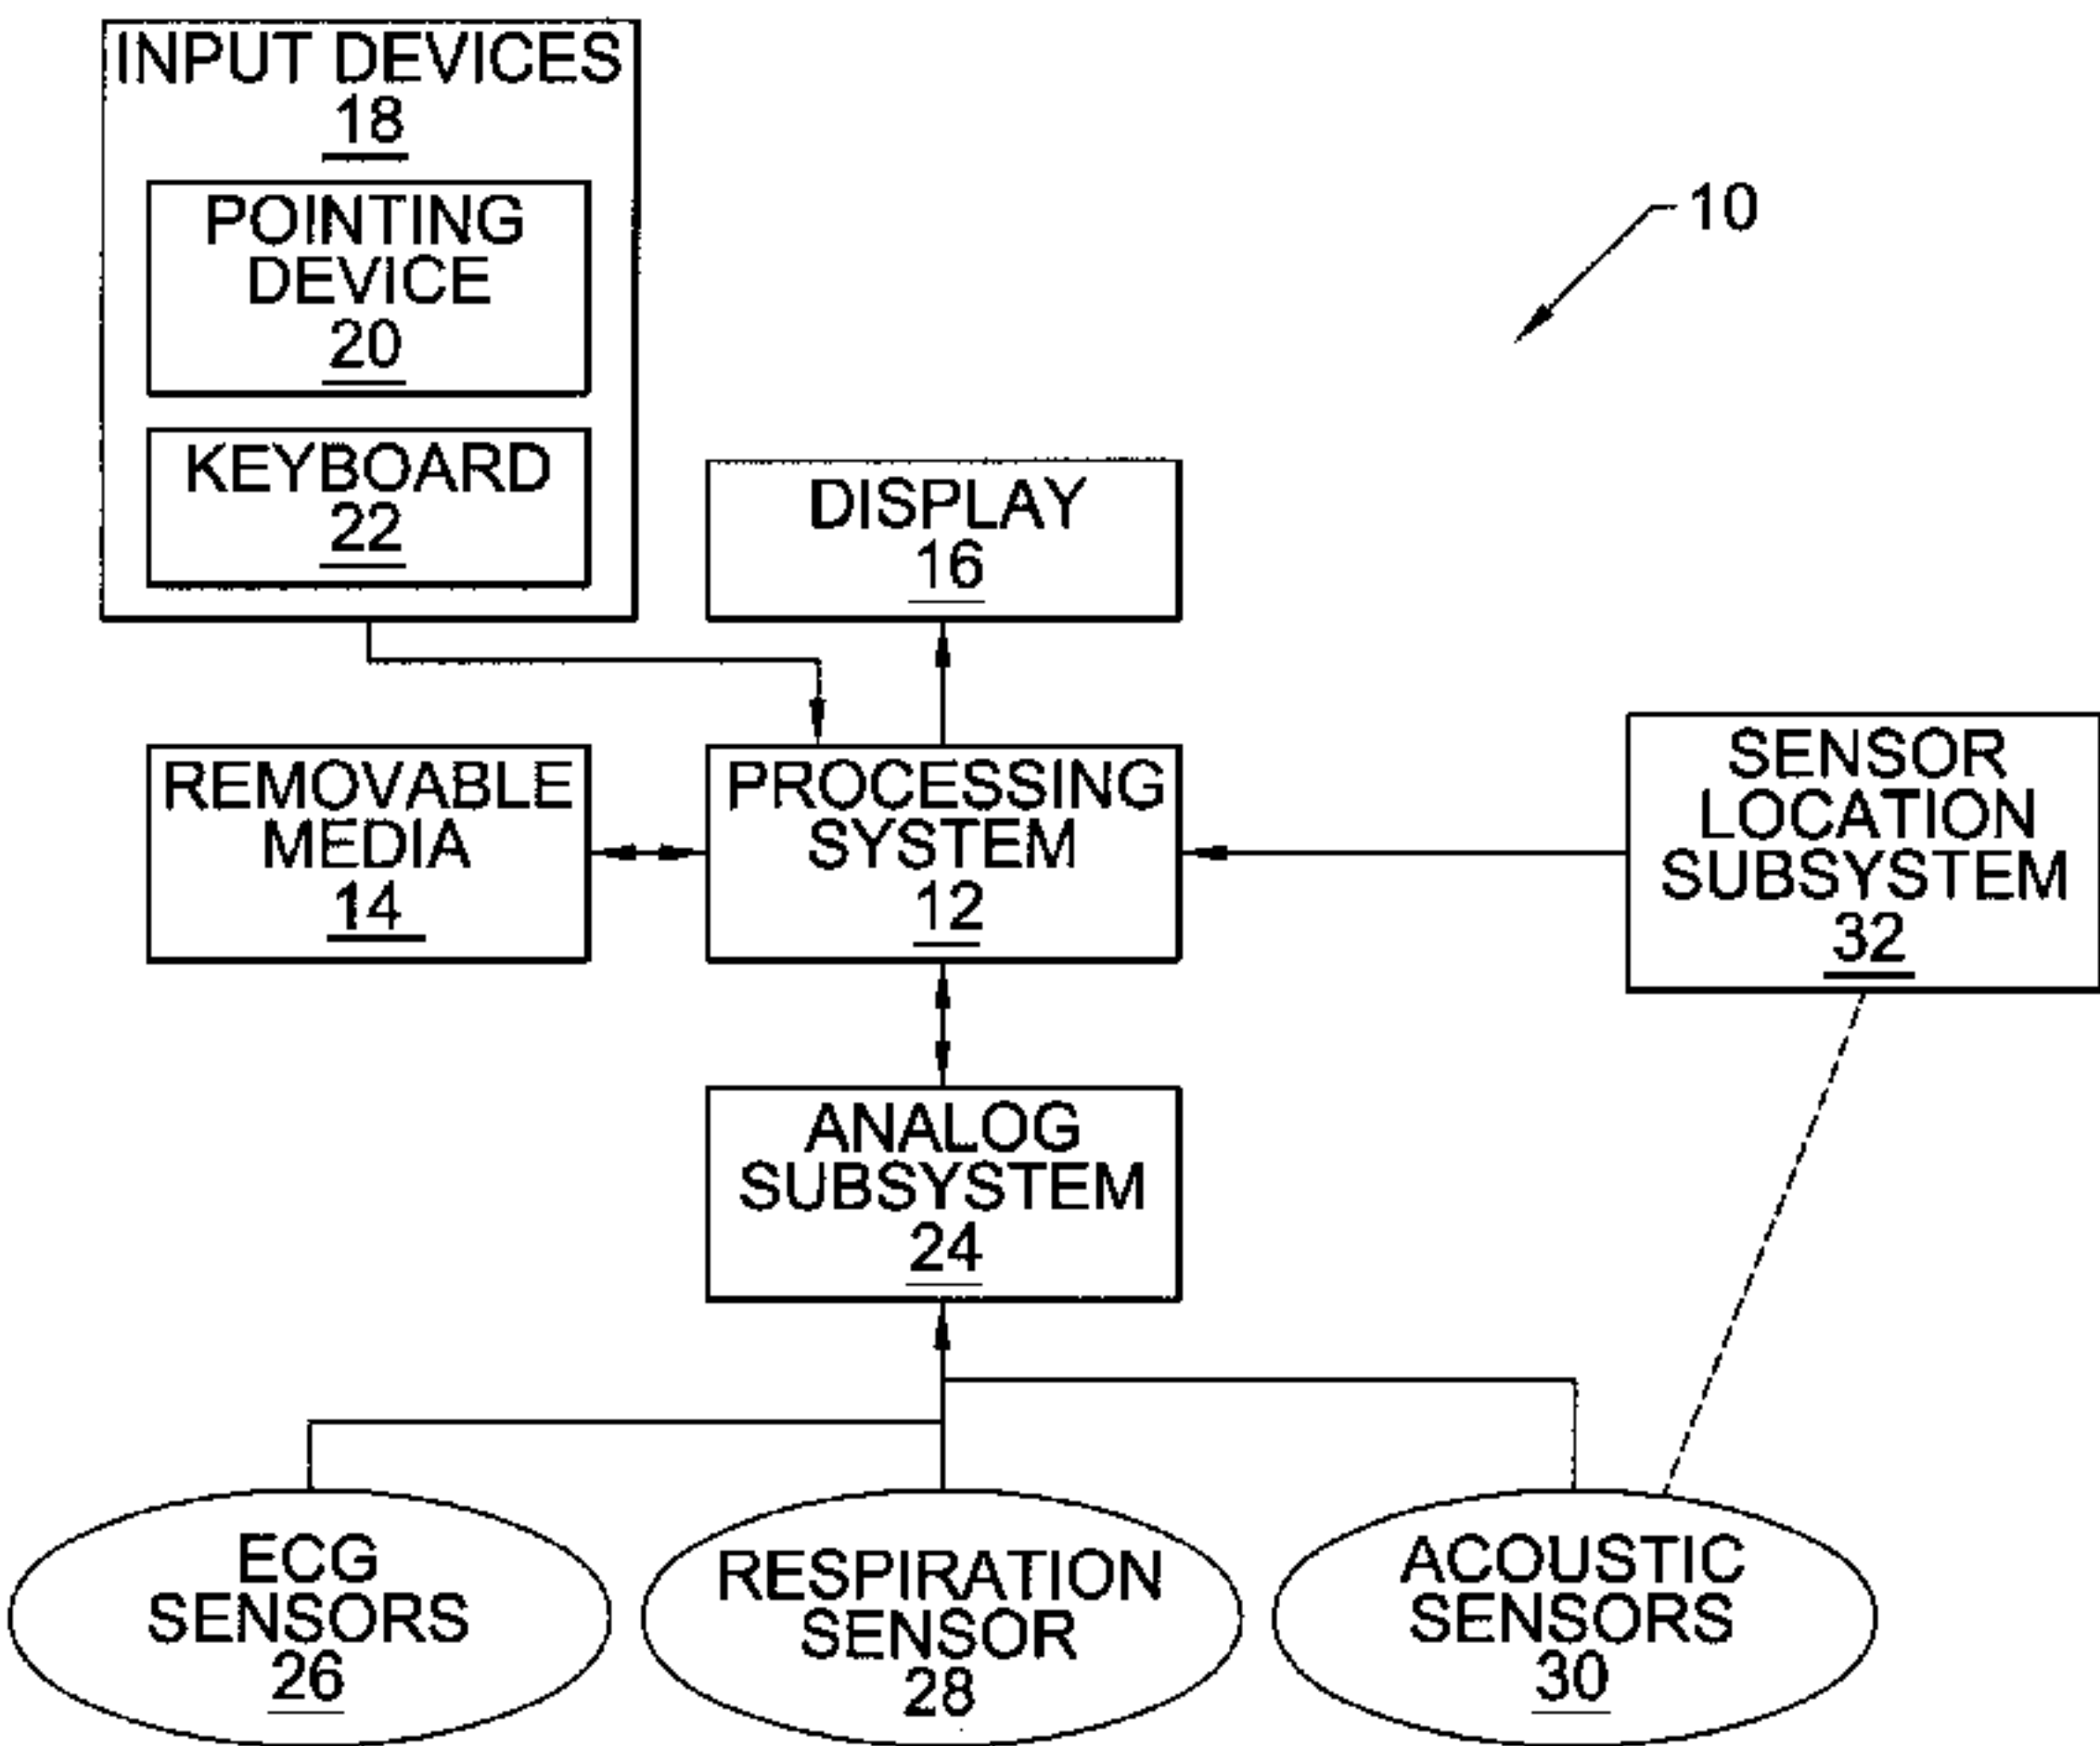 INPUT DEVICES
18
POINTING
DEVICE
20
KEYBOARD
22
10
DISPLAY
16
REMOVABLE
MEDIA
14
PROCESSING
SYSTEM
12
SENSOR
LOCATION
SUBSYSTEM
32
ANALOG
SUBSYSTEM
24
ECG
SENSORS
26
RESPIRATION
SENSOR
28
ACOUSTIC
SENSORS
30